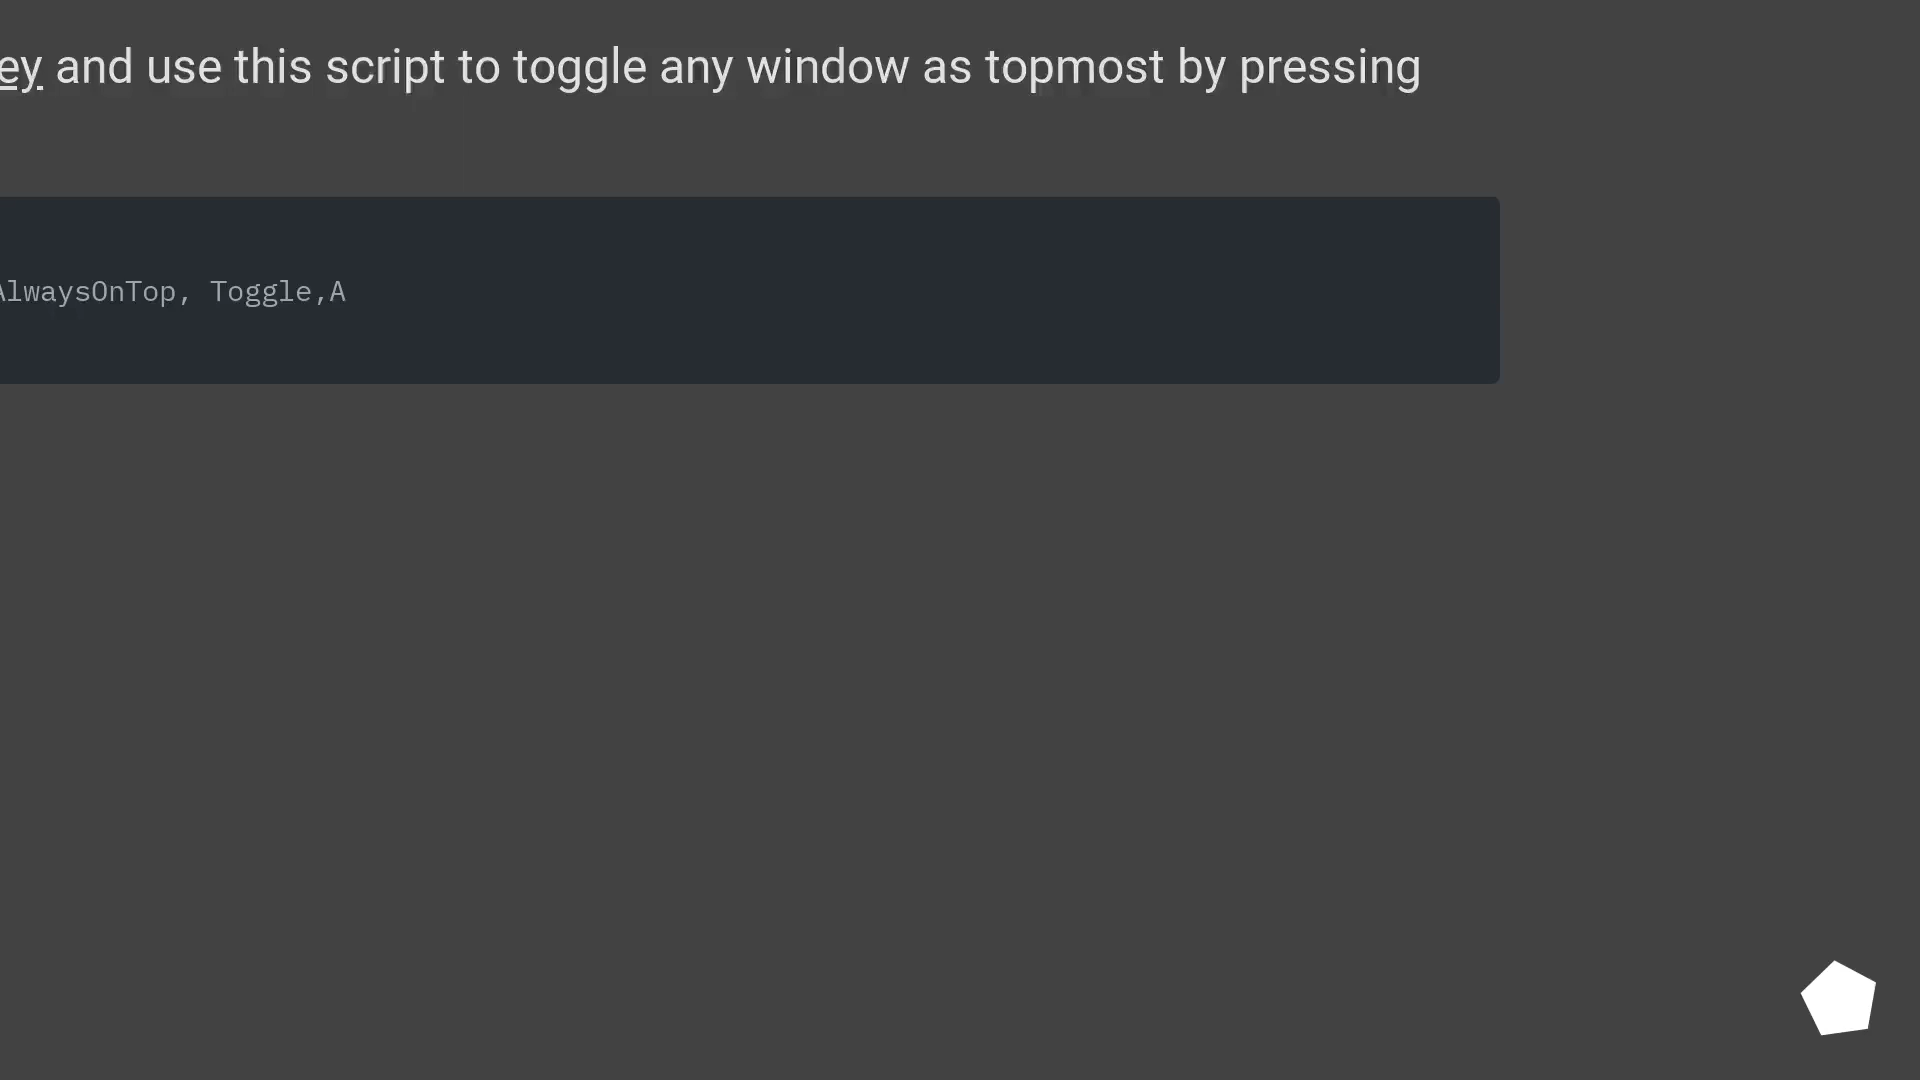 ey and use this script to toggle any window as topmost by pressing
AlwaysOnTop, Toggle,A